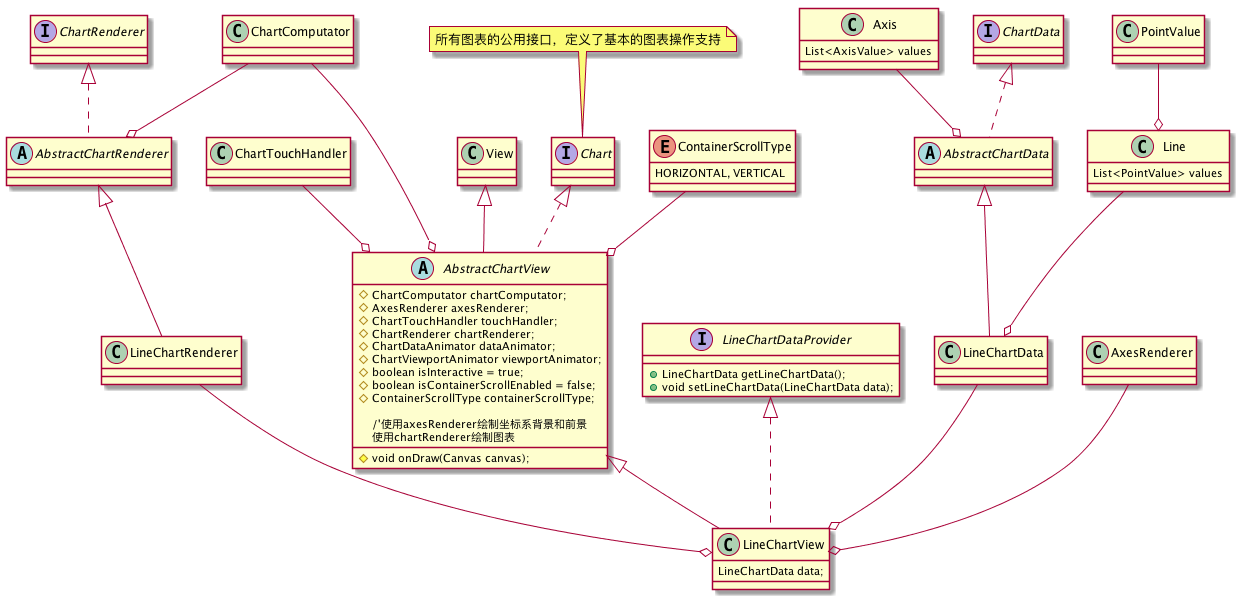 I ChartRenderer
C ChartComputator
所有图表的公用接口，定义了基本的图表操作支持
C Axis
List<AxisValue> values
I ChartData
C PointValue
A AbstractChartRenderer
C ChartTouchHandler
C View
I Chart
E ContainerScrollType
HORIZONTAL, VERTICAL
A AbstractChartData
C Line
List<PointValue> values
A AbstractChartView
ChartComputator chartComputator;
AxesRenderer axesRenderer;
ChartTouchHandler touchHandler;
ChartRenderer chartRenderer;
ChartDataAnimator dataAnimator;
ChartViewportAnimator viewportAnimator;
boolean isInteractive = true;
boolean isContainerScrollEnabled = false;
ContainerScrollType containerScrollType;
/'使用axesRenderer绘制坐标系背景和前景
使用chartRenderer绘制图表
void onDraw(Canvas canvas);
C LineChartRenderer
I LineChartDataProvider
LineChartData getLineChartData();
void setLineChartData(LineChartData data);
C LineChartData
C AxesRenderer
C LineChartView
LineChartData data;